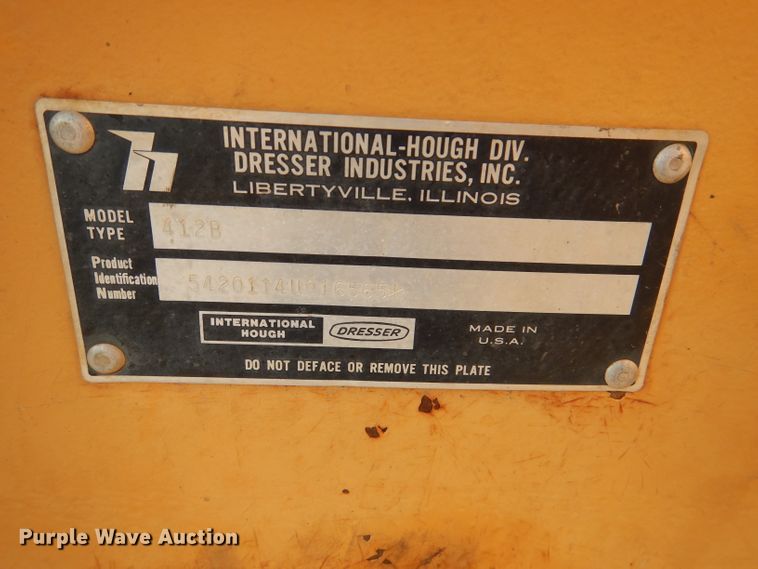 INTERNATIONAL-HOUGH DIV.
DRESSER INDUSTRIES, INC.
LIBERTYVILLE, ILLINOIS
MODEL TYPE 412B
Product
Identification
Number
INTERNATIONAL
HOUGH
DRESSER
MADE IN
U.S.A.
DO NOT DEFACE OR REMOVE THIS PLATE
Purple Wave Auction